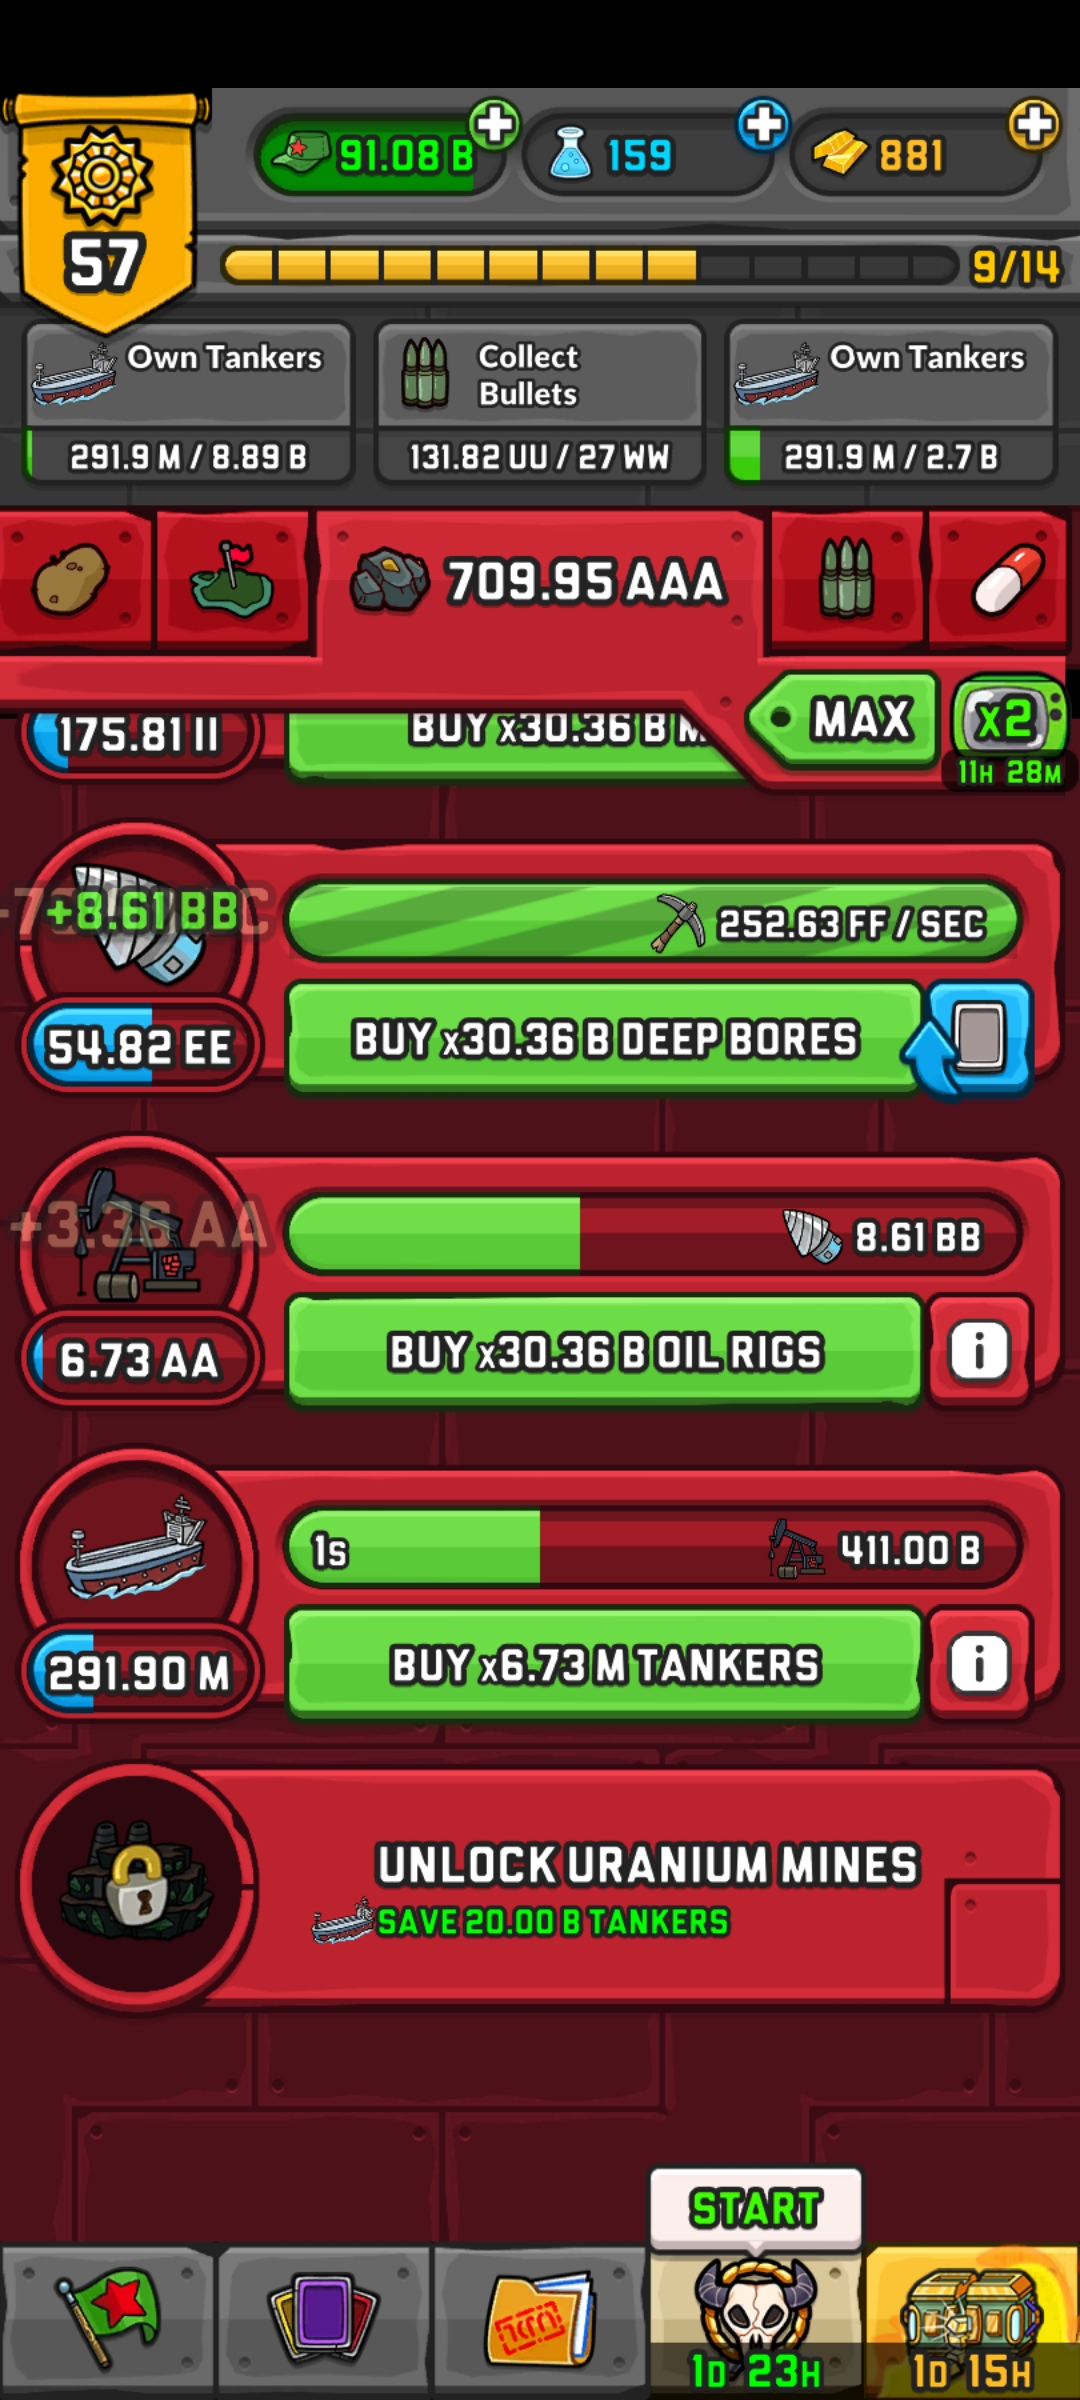 91.08 B
159
881
57
9/14
Own Tankers
291.9 M / 8.89 B
Collect
Bullets
131.82 UU / 27 WW
Own Tankers
291.9 M / 2.7 B
709.95 AAA
MAX
x2
11H 28M
175.81 II
BUY x30.36 B
+8.61 BB
252.63 FF / SEC
54.82 EE
BUY x30.36 B DEEP BORES
+3.36 AA
8.61 BB
6.73 AA
BUY x30.36 B OIL RIGS
i
1s
411.00 B
291.90 M
BUY x6.73 M TANKERS
i
UNLOCK URANIUM MINES
SAVE 20.00 B TANKERS
START
1D 23H
1D 15H